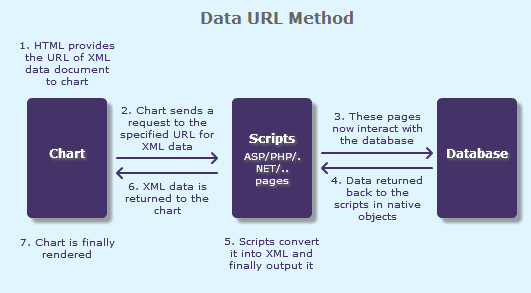 Data URL Method
1. HTML provides
the URL of XML
data document
to chart
Chart
2. Chart sends a
request to the
specified URL for
XML data
6. XML data is
returned to the
chart
Scripts
ASP/PHP/.
NET/..
pages
3. These pages
now interact with
the database
4. Data returned
back to the
scripts in native
objects
Database
7. Chart is finally
rendered
5. Scripts convert
it into XML and
finally output it